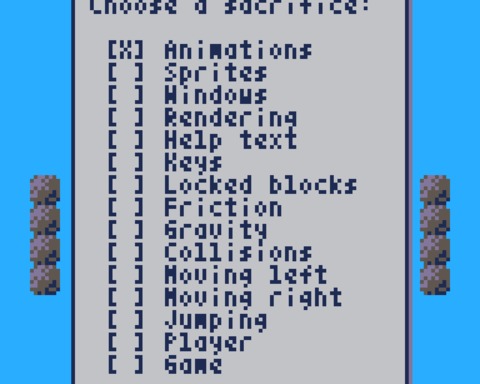 Choose a sacrifice:
[X] Animations
[ ] Sprites
[ ] Windows
[ ] Rendering
[ ] Help text
[ ] Keys
[ ] Locked blocks
[ ] Friction
[ ] Gravity
[ ] Collisions
[ ] Moving left
[ ] Moving right
[ ] Jumping
[ ] Player
[ ] Game